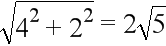 √(4² + 2²) = 2√5